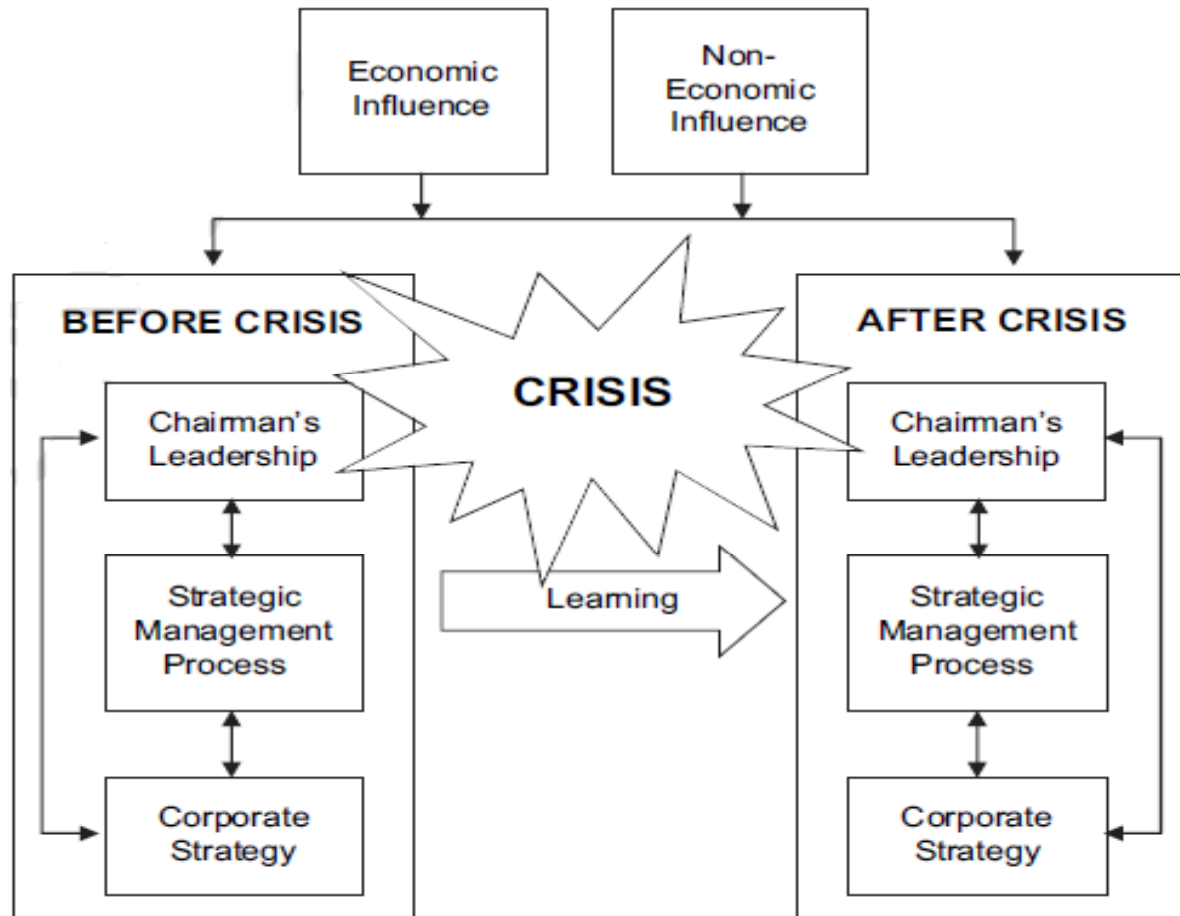 Economic
Influence
Non-
Economic
Influence
BEFORE CRISIS
Chairman's
Leadership
Strategic
Management
Process
Corporate
Strategy
CRISIS
Learning
AFTER CRISIS
Chairman's
Leadership
Strategic
Management
Process
Corporate
Strategy